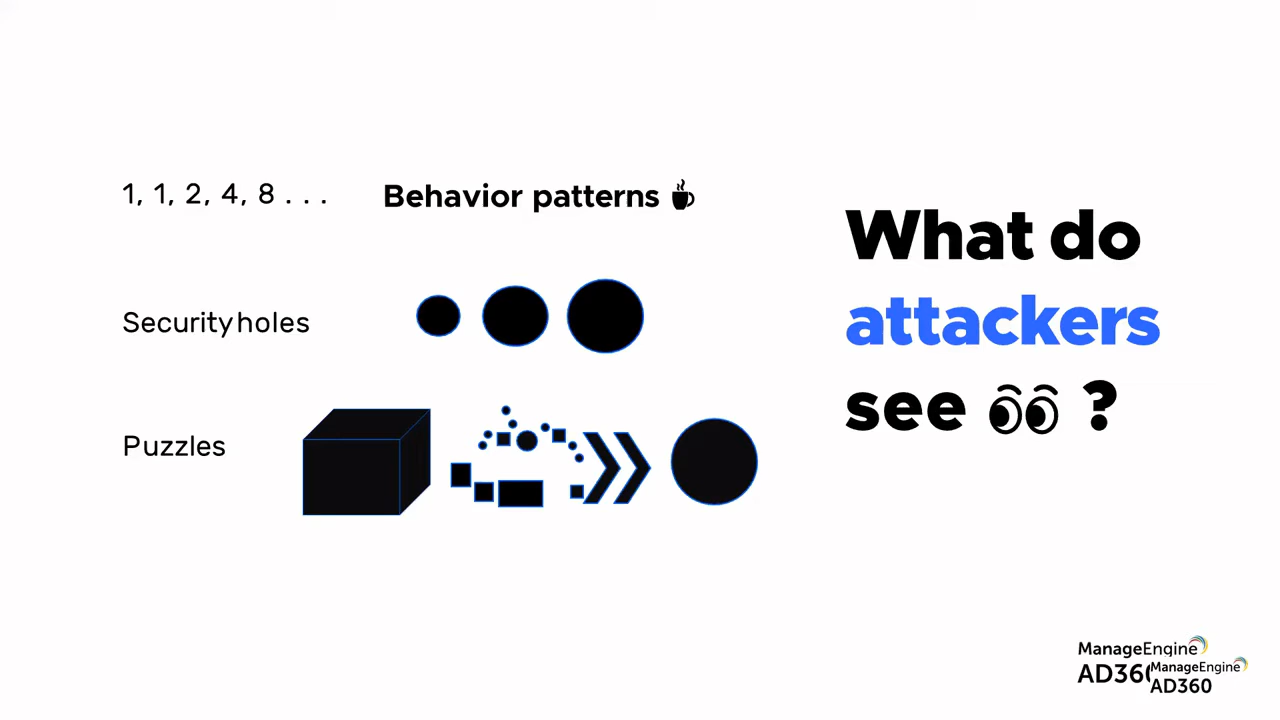 1, 1, 2, 4, 8 . . .
Behavior patterns
Security holes
Puzzles
What do
attackers
see 👀 ?
ManageEngine
AD360
ManageEngine
AD360